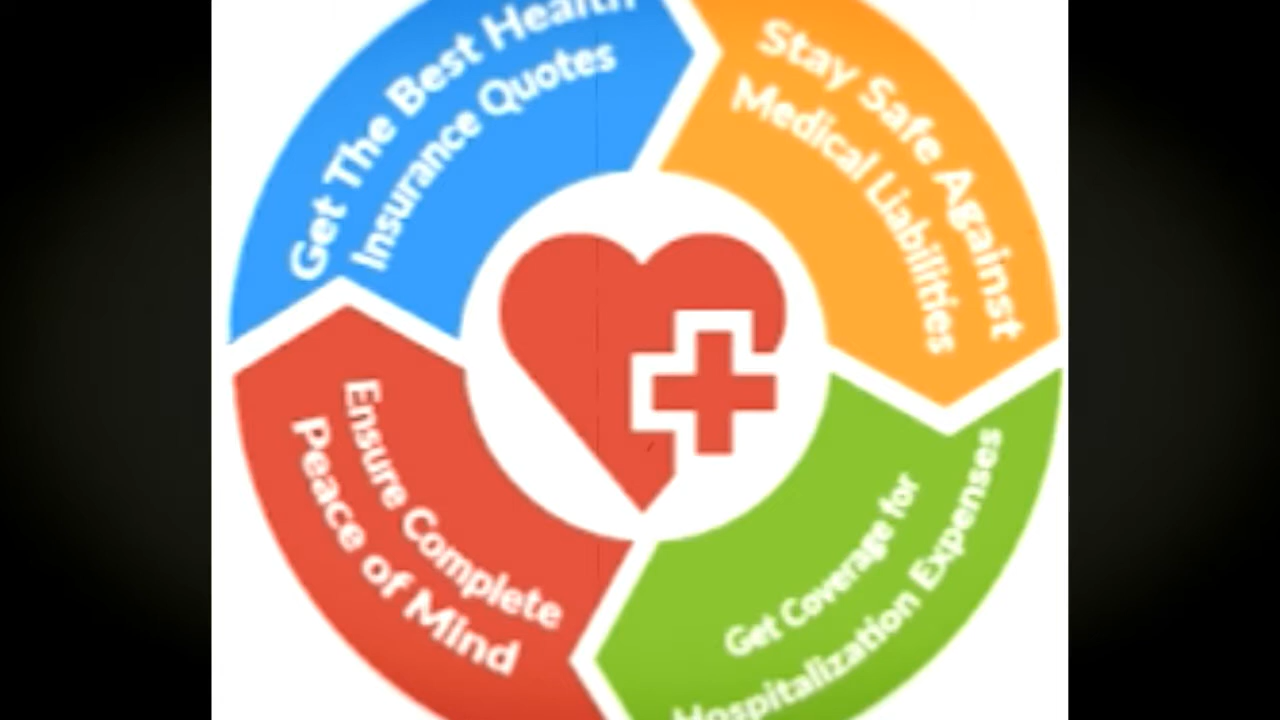 Get The Best Health
Insurance Quotes
Stay Safe Against
Medical Liabilities
Get Coverage for
Hospitalization Expenses
Ensure Complete
Peace of Mind